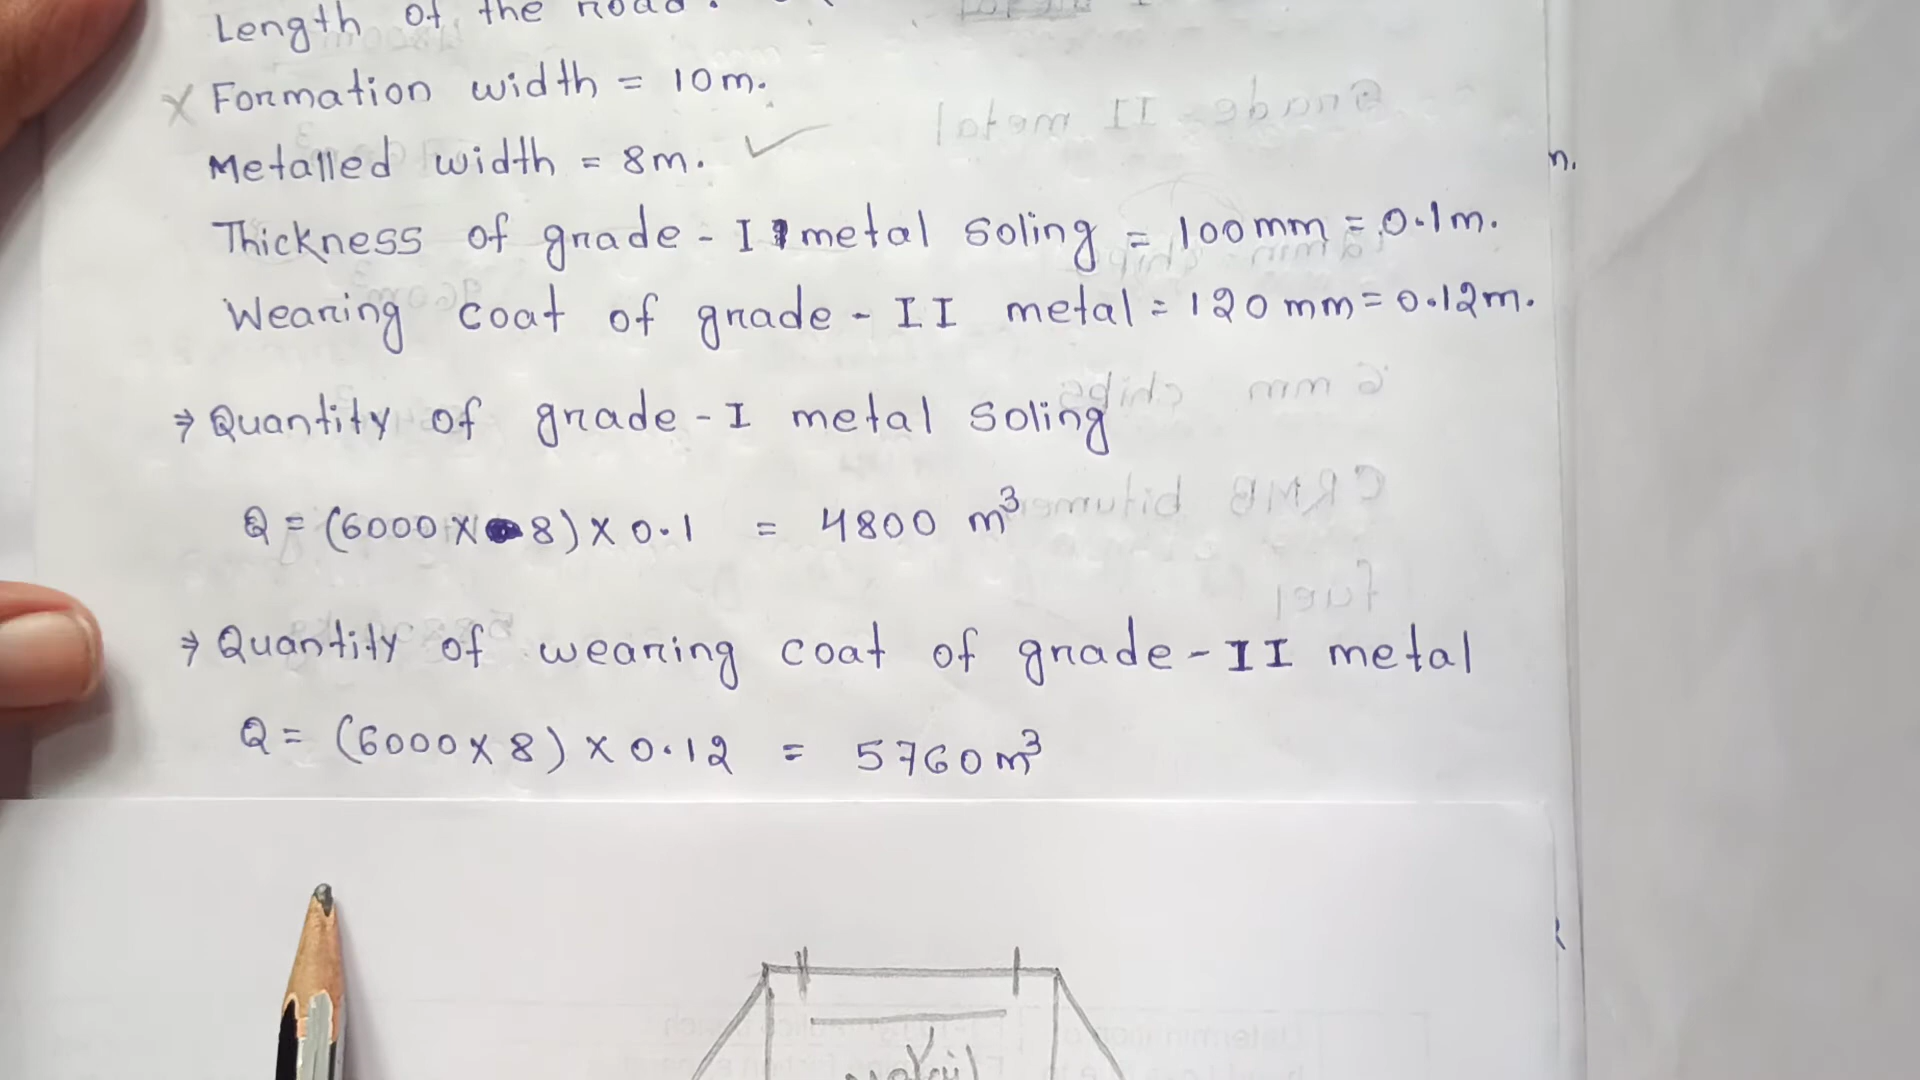 Length of the road.
X Formation width = 10m.
Metalled width = 8m. ✓
Thickness of grade - I metal soling = 100mm = 0.1m.
Wearing coat of grade - II metal = 120 mm = 0.12m.
⇒ Quantity of grade - I metal soling
Q = (6000 X 8) X 0.1 = 4800 m³
⇒ Quantity of wearing coat of grade - II metal
Q = (6000 X 8) X 0.12 = 5760 m³
n.